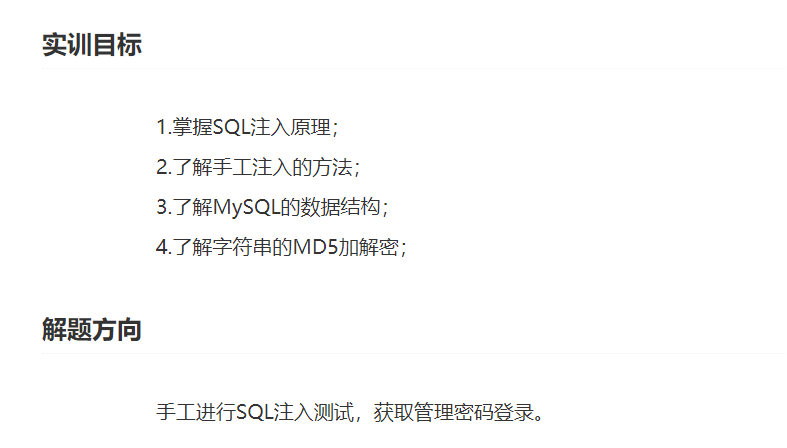 实训目标
1.掌握SQL注入原理；
2.了解手工注入的方法；
3.了解MySQL的数据结构；
4.了解字符串的MD5加解密；
解题方向
手工进行SQL注入测试，获取管理密码登录。